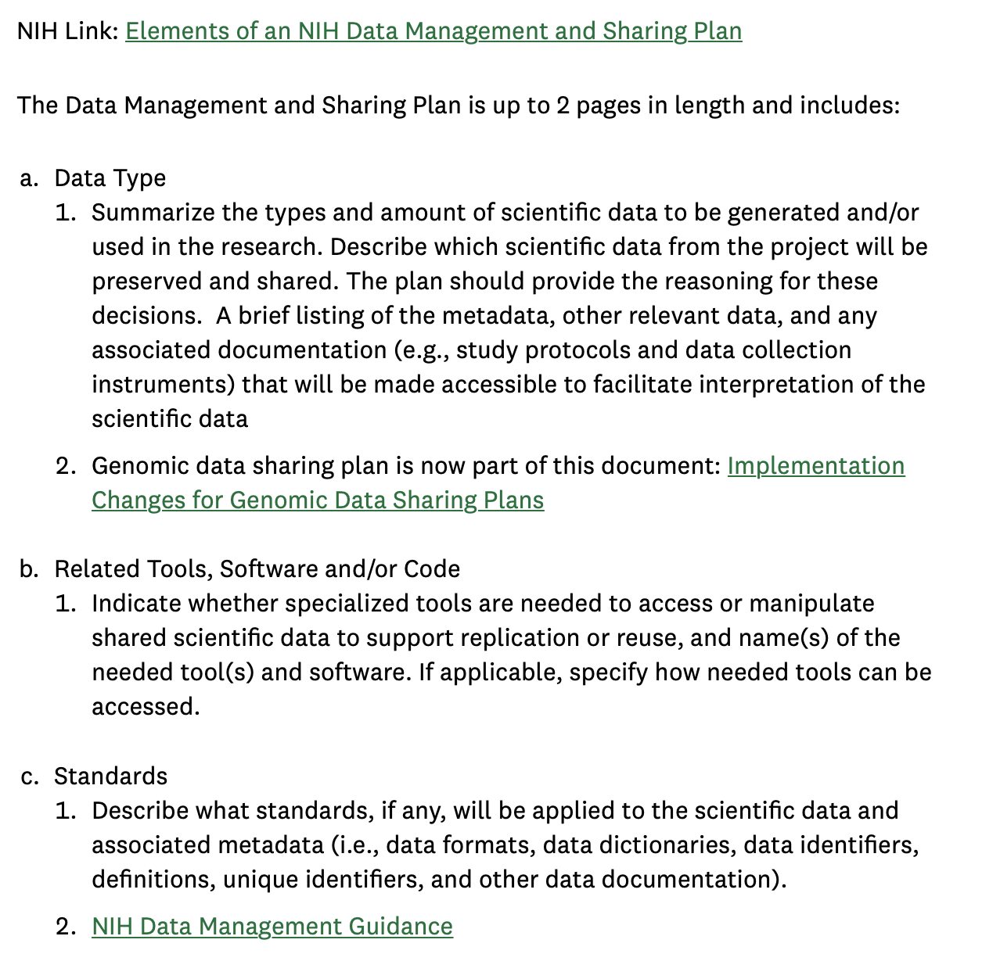 NIH Link: Elements of an NIH Data Management and Sharing Plan
The Data Management and Sharing Plan is up to 2 pages in length and includes:
a. Data Type
1. Summarize the types and amount of scientific data to be generated and/or
used in the research. Describe which scientific data from the project will be
preserved and shared. The plan should provide the reasoning for these
decisions.  A brief listing of the metadata, other relevant data, and any
associated documentation (e.g., study protocols and data collection
instruments) that will be made accessible to facilitate interpretation of the
scientific data
2. Genomic data sharing plan is now part of this document: Implementation
Changes for Genomic Data Sharing Plans
b. Related Tools, Software and/or Code
1. Indicate whether specialized tools are needed to access or manipulate
shared scientific data to support replication or reuse, and name(s) of the
needed tool(s) and software. If applicable, specify how needed tools can be
accessed.
c. Standards
1. Describe what standards, if any, will be applied to the scientific data and
associated metadata (i.e., data formats, data dictionaries, data identifiers,
definitions, unique identifiers, and other data documentation).
2. NIH Data Management Guidance